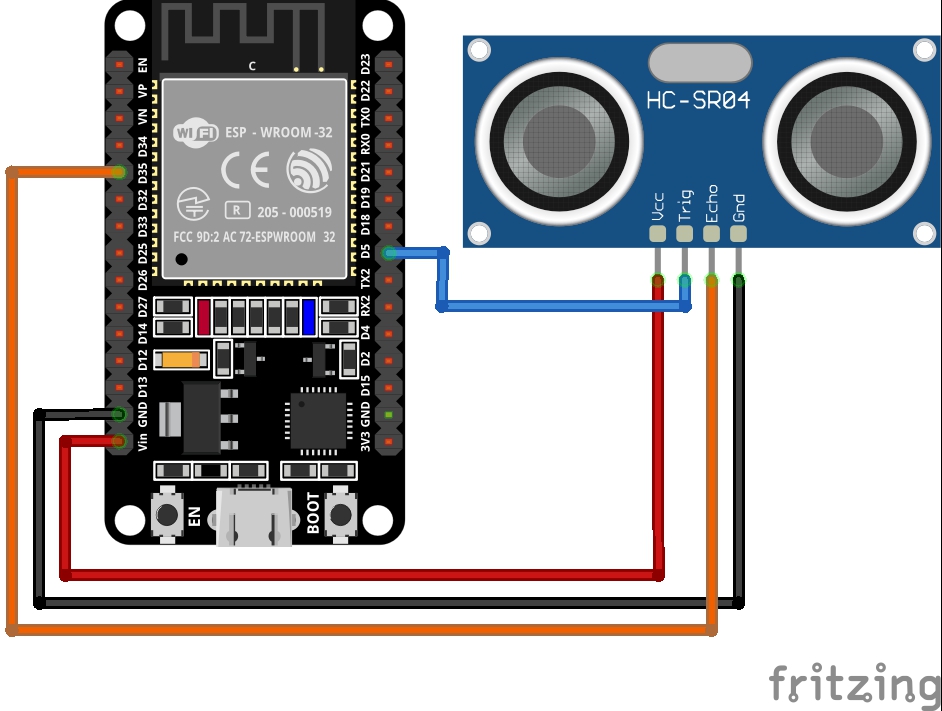 C
EN
VP
VN
D34
D35
D32
D33
D25
D26
D27
D14
D12
D13
GND
Vin
D23
D22
TX0
RX0
D21
D19
D18
D5
TX2
RX2
D4
D2
D15
GND
3V3
WiFi ESP - WROOM -32
CE
R 205 - 000519
FCC 9D:2 AC 72-ESPWROOM 32
EN
BOOT
HC-SR04
Vcc
Trig
Echo
Gnd
fritzing